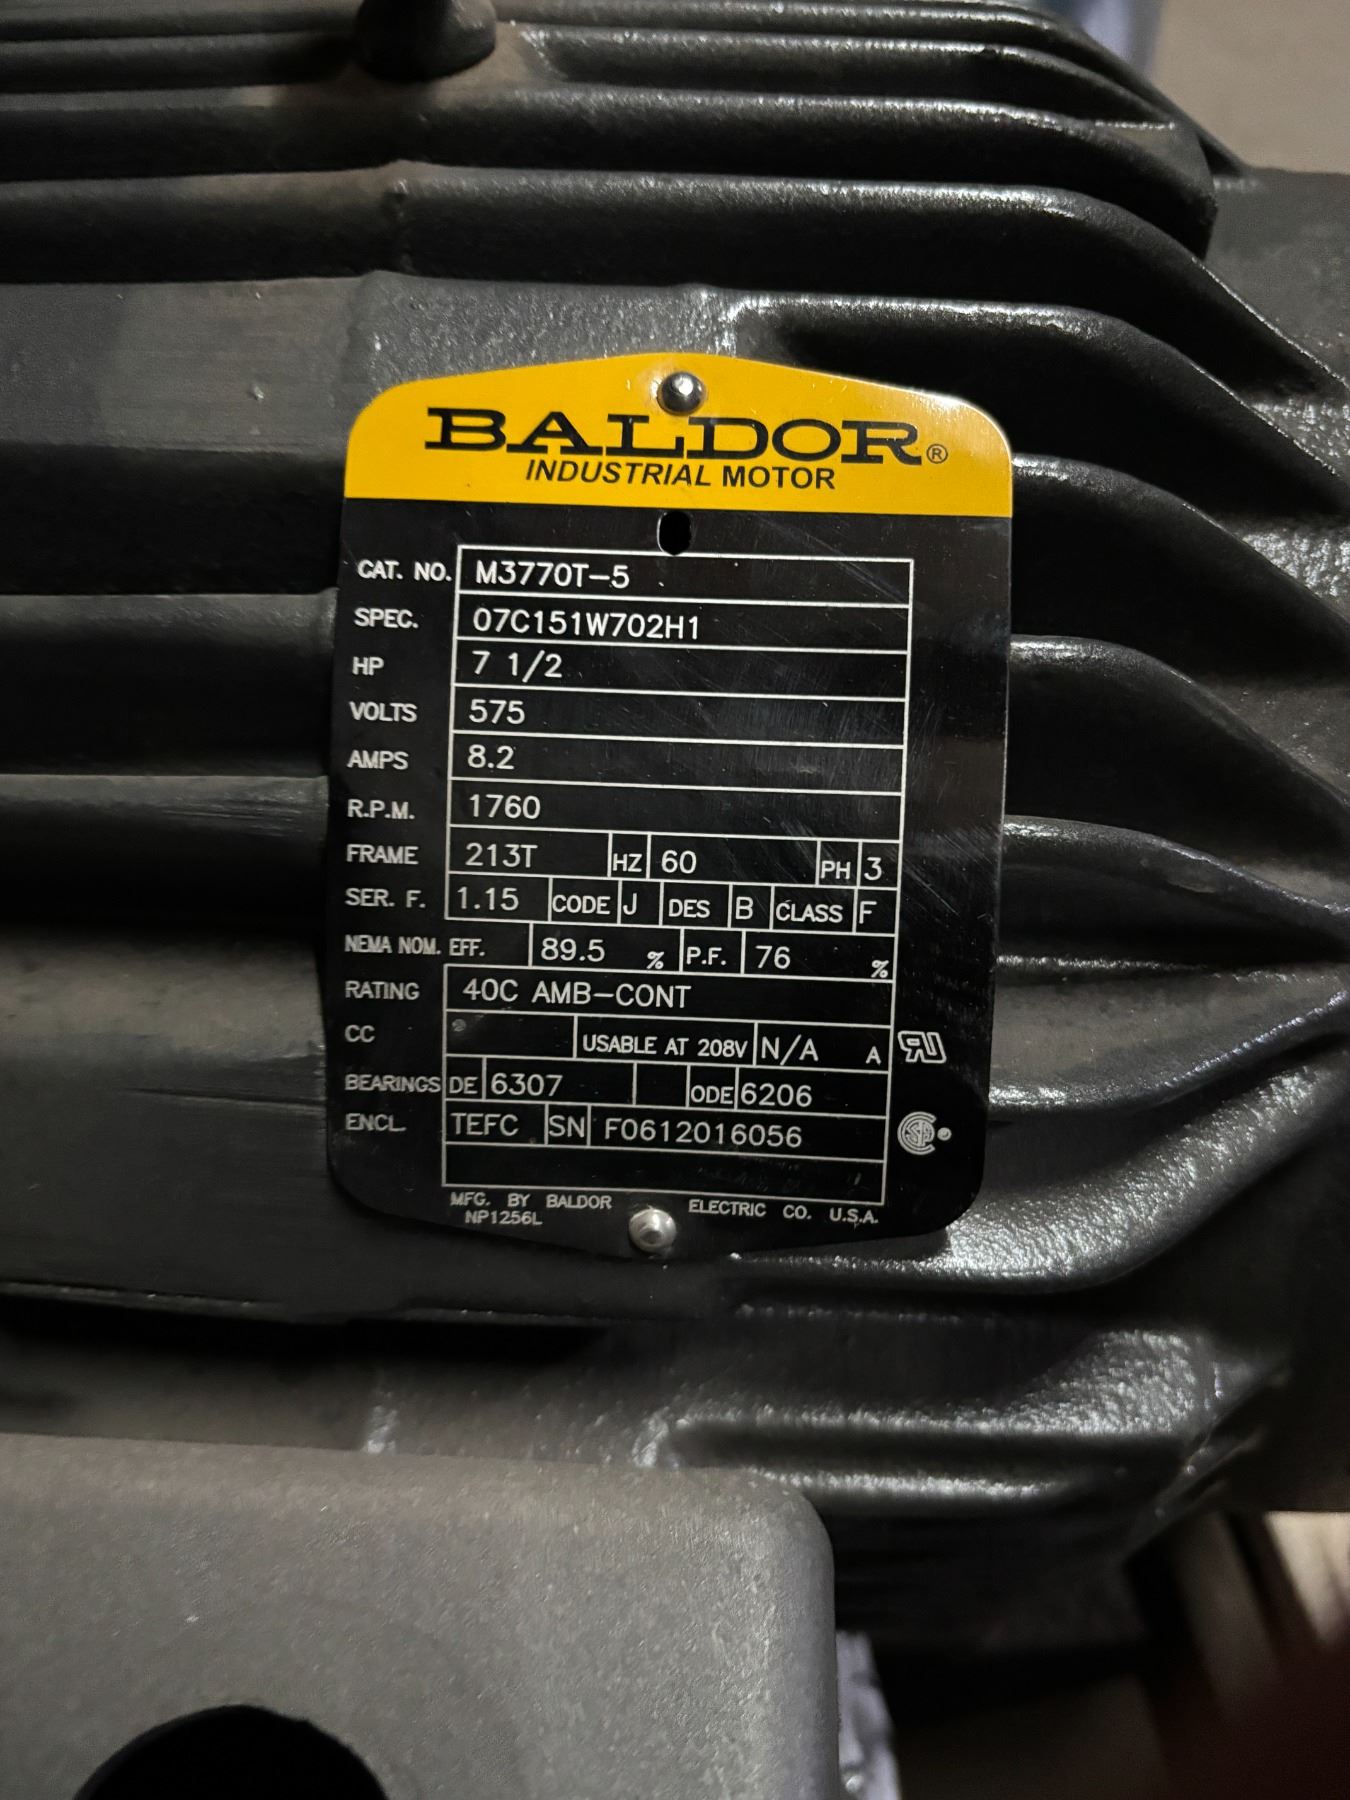 BALDOR®
INDUSTRIAL MOTOR
CAT. NO. M3770T-5
SPEC. 07C151W702H1
HP 7 1/2
VOLTS 575
AMPS 8.2
R.P.M. 1760
FRAME 213T HZ 60 PH 3
SER. F. 1.15 CODE J DES B CLASS F
NEMA NOM. EFF. 89.5 % P.F. 76 %
RATING 40C AMB-CONT
CC USABLE AT 208V N/A A RU
BEARINGS DE 6307 ODE 6206
ENCL. TEFC SN F0612016056 CSA
MFG. BY BALDOR ELECTRIC CO. U.S.A.
NP1256L